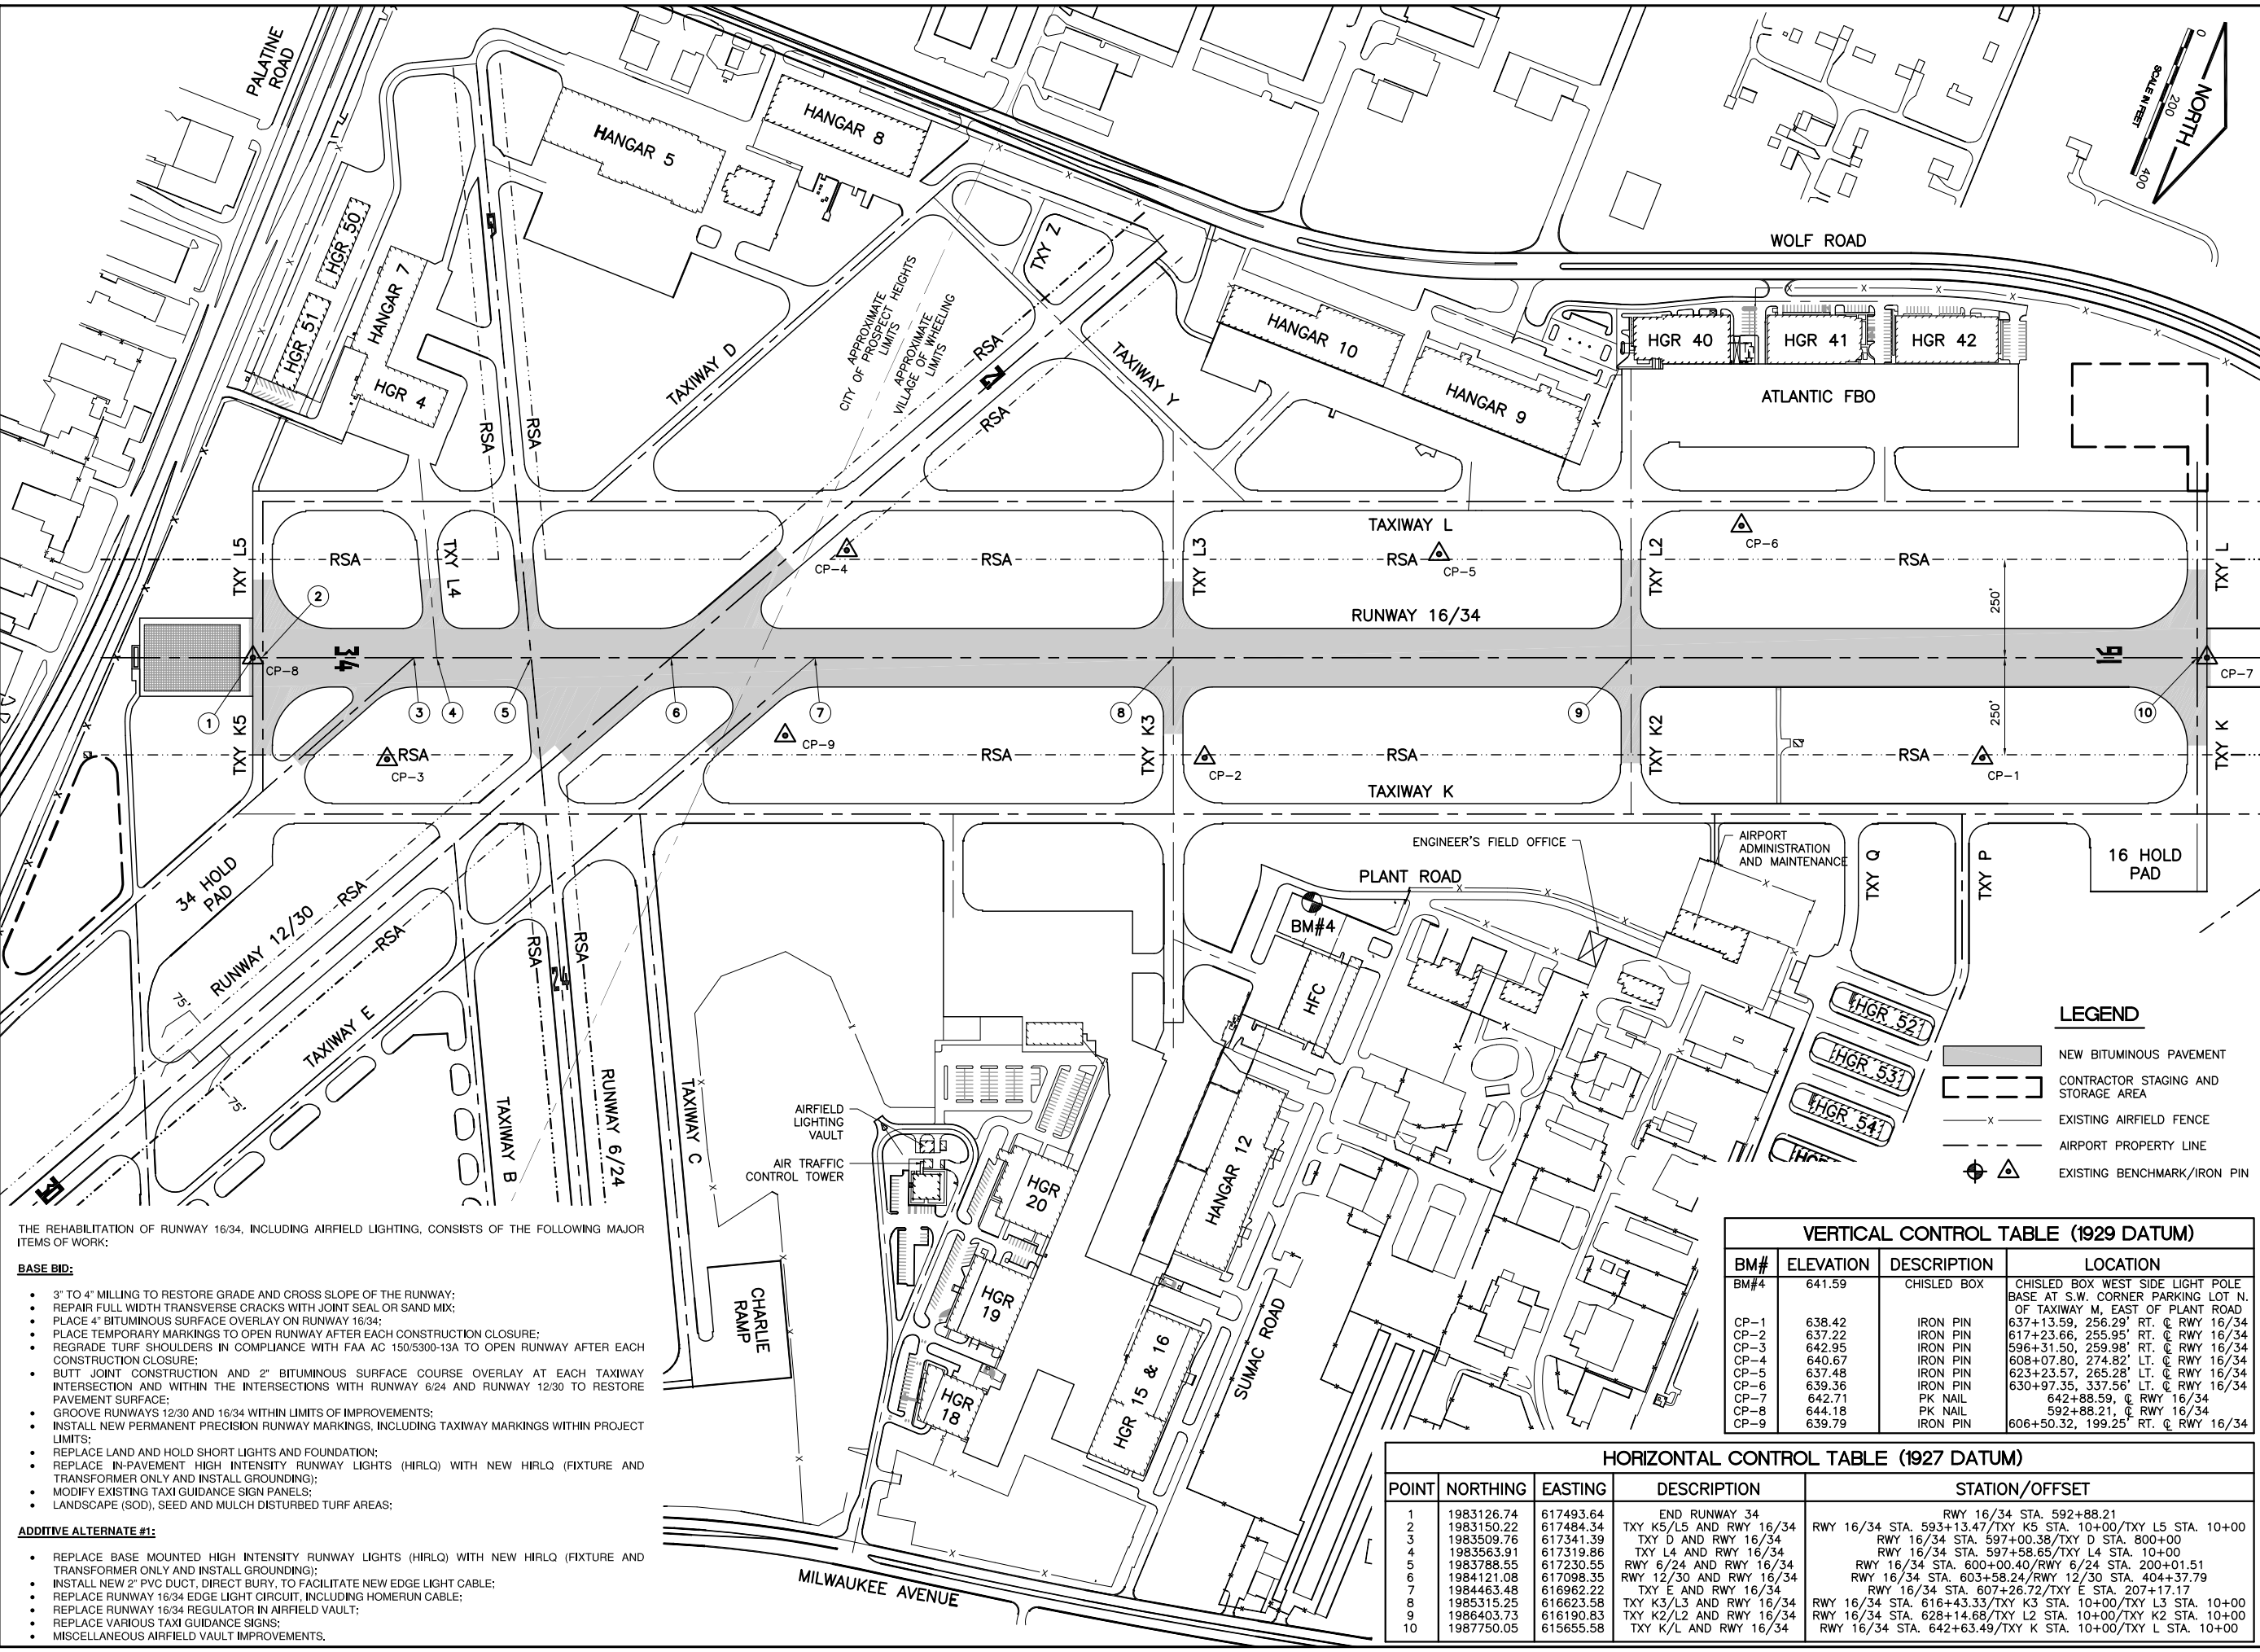 PALATINE
ROAD
HANGAR 5
HANGAR 8
HGR 50
HGR 51
HANGAR 7
HGR 4
NORTH
0
200
400
SCALE IN FEET
WOLF ROAD
TXY Z
TAXIWAY D
APPROXIMATE
CITY OF PROSPECT HEIGHTS
LIMITS
APPROXIMATE
VILLAGE OF WHEELING
LIMITS
RSA
RSA
RSA
RSA
TAXIWAY Y
HANGAR 10
HANGAR 9
HGR 40
HGR 41
HGR 42
ATLANTIC FBO
TAXIWAY L
TXY L5
RSA
TXY L4
CP-4
RSA
TXY L3
RSA
CP-5
TXY L2
CP-6
TXY L
250'
RUNWAY 16/34
2
34
CP-8
16
CP-7
1
3
4
5
6
7
8
9
10
TXY K5
RSA
CP-3
CP-9
RSA
TXY K3
CP-2
RSA
TXY K2
250'
RSA
CP-1
TXY K
TAXIWAY K
34 HOLD
PAD
RUNWAY 12/30
RSA
RSA
75'
75'
TAXIWAY E
RSA
RSA
24
TAXIWAY B
RUNWAY 6/24
TAXIWAY C
ENGINEER'S FIELD OFFICE
AIRPORT
ADMINISTRATION
AND MAINTENANCE
PLANT ROAD
BM#4
HFC
TXY Q
TXY P
16 HOLD
PAD
HGR 52
HGR 53
HGR 54
AIRFIELD
LIGHTING
VAULT
AIR TRAFFIC
CONTROL TOWER
HGR
20
HGR
19
HGR
18
HANGAR 12
HGR 15 & 16
SUMAC ROAD
CHARLIE
RAMP
MILWAUKEE AVENUE
LEGEND
NEW BITUMINOUS PAVEMENT
CONTRACTOR STAGING AND
STORAGE AREA
EXISTING AIRFIELD FENCE
AIRPORT PROPERTY LINE
EXISTING BENCHMARK/IRON PIN
THE REHABILITATION OF RUNWAY 16/34, INCLUDING AIRFIELD LIGHTING, CONSISTS OF THE FOLLOWING MAJOR
ITEMS OF WORK:
BASE BID:
• 3" TO 4" MILLING TO RESTORE GRADE AND CROSS SLOPE OF THE RUNWAY;
• REPAIR FULL WIDTH TRANSVERSE CRACKS WITH JOINT SEAL OR SAND MIX;
• PLACE 4" BITUMINOUS SURFACE OVERLAY ON RUNWAY 16/34;
• PLACE TEMPORARY MARKINGS TO OPEN RUNWAY AFTER EACH CONSTRUCTION CLOSURE;
• REGRADE TURF SHOULDERS IN COMPLIANCE WITH FAA AC 150/5300-13A TO OPEN RUNWAY AFTER EACH
CONSTRUCTION CLOSURE;
• BUTT JOINT CONSTRUCTION AND 2" BITUMINOUS SURFACE COURSE OVERLAY AT EACH TAXIWAY
INTERSECTION AND WITHIN THE INTERSECTIONS WITH RUNWAY 6/24 AND RUNWAY 12/30 TO RESTORE
PAVEMENT SURFACE;
• GROOVE RUNWAYS 12/30 AND 16/34 WITHIN LIMITS OF IMPROVEMENTS;
• INSTALL NEW PERMANENT PRECISION RUNWAY MARKINGS, INCLUDING TAXIWAY MARKINGS WITHIN PROJECT
LIMITS;
• REPLACE LAND AND HOLD SHORT LIGHTS AND FOUNDATION;
• REPLACE IN-PAVEMENT HIGH INTENSITY RUNWAY LIGHTS (HIRLQ) WITH NEW HIRLQ (FIXTURE AND
TRANSFORMER ONLY AND INSTALL GROUNDING);
• MODIFY EXISTING TAXI GUIDANCE SIGN PANELS;
• LANDSCAPE (SOD), SEED AND MULCH DISTURBED TURF AREAS;
ADDITIVE ALTERNATE #1:
• REPLACE BASE MOUNTED HIGH INTENSITY RUNWAY LIGHTS (HIRLQ) WITH NEW HIRLQ (FIXTURE AND
TRANSFORMER ONLY AND INSTALL GROUNDING);
• INSTALL NEW 2" PVC DUCT, DIRECT BURY, TO FACILITATE NEW EDGE LIGHT CABLE;
• REPLACE RUNWAY 16/34 EDGE LIGHT CIRCUIT, INCLUDING HOMERUN CABLE;
• REPLACE RUNWAY 16/34 REGULATOR IN AIRFIELD VAULT;
• REPLACE VARIOUS TAXI GUIDANCE SIGNS;
• MISCELLANEOUS AIRFIELD VAULT IMPROVEMENTS.
VERTICAL CONTROL TABLE (1929 DATUM)
BM# ELEVATION DESCRIPTION LOCATION
BM#4 641.59 CHISLED BOX CHISLED BOX WEST SIDE LIGHT POLE
BASE AT S.W. CORNER PARKING LOT N.
OF TAXIWAY M, EAST OF PLANT ROAD
CP-1 638.42 IRON PIN 637+13.59, 256.29' RT. ℄ RWY 16/34
CP-2 637.22 IRON PIN 617+23.66, 255.95' RT. ℄ RWY 16/34
CP-3 642.95 IRON PIN 596+31.50, 259.98' RT. ℄ RWY 16/34
CP-4 640.67 IRON PIN 608+07.80, 274.82' LT. ℄ RWY 16/34
CP-5 637.48 IRON PIN 623+23.57, 265.28' LT. ℄ RWY 16/34
CP-6 639.36 IRON PIN 630+97.35, 337.56' LT. ℄ RWY 16/34
CP-7 642.71 PK NAIL 642+88.59, ℄ RWY 16/34
CP-8 644.18 PK NAIL 592+88.21, ℄ RWY 16/34
CP-9 639.79 IRON PIN 606+50.32, 199.25' RT. ℄ RWY 16/34
HORIZONTAL CONTROL TABLE (1927 DATUM)
POINT NORTHING EASTING DESCRIPTION STATION/OFFSET
1 1983126.74 617493.64 END RUNWAY 34 RWY 16/34 STA. 592+88.21
2 1983150.22 617484.34 TXY K5/L5 AND RWY 16/34 RWY 16/34 STA. 593+13.47/TXY K5 STA. 10+00/TXY L5 STA. 10+00
3 1983509.76 617341.39 TXY D AND RWY 16/34 RWY 16/34 STA. 597+00.38/TXY D STA. 800+00
4 1983563.91 617319.86 TXY L4 AND RWY 16/34 RWY 16/34 STA. 597+58.65/TXY L4 STA. 10+00
5 1983788.55 617230.55 RWY 6/24 AND RWY 16/34 RWY 16/34 STA. 600+00.40/RWY 6/24 STA. 200+01.51
6 1984121.08 617098.35 RWY 12/30 AND RWY 16/34 RWY 16/34 STA. 603+58.24/RWY 12/30 STA. 404+37.79
7 1984463.48 616962.22 TXY E AND RWY 16/34 RWY 16/34 STA. 607+26.72/TXY E STA. 207+17.17
8 1985315.25 616623.58 TXY K3/L3 AND RWY 16/34 RWY 16/34 STA. 616+43.33/TXY K3 STA. 10+00/TXY L3 STA. 10+00
9 1986403.73 616190.83 TXY K2/L2 AND RWY 16/34 RWY 16/34 STA. 628+14.68/TXY L2 STA. 10+00/TXY K2 STA. 10+00
10 1987750.05 615655.58 TXY K/L AND RWY 16/34 RWY 16/34 STA. 642+63.49/TXY K STA. 10+00/TXY L STA. 10+00